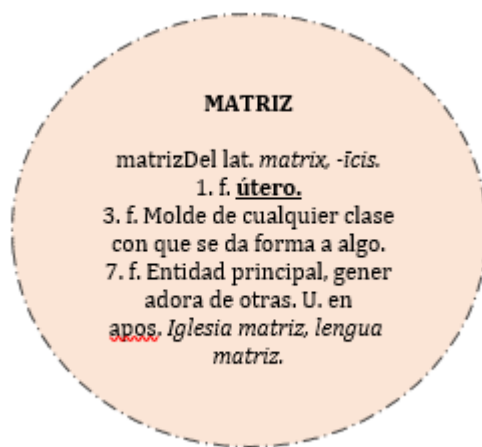 MATRIZ
matrizDel lat. matrix, -īcis.
1. f. útero.
3. f. Molde de cualquier clase
con que se da forma a algo.
7. f. Entidad principal, gener
adora de otras. U. en
apos. Iglesia matriz, lengua
matriz.